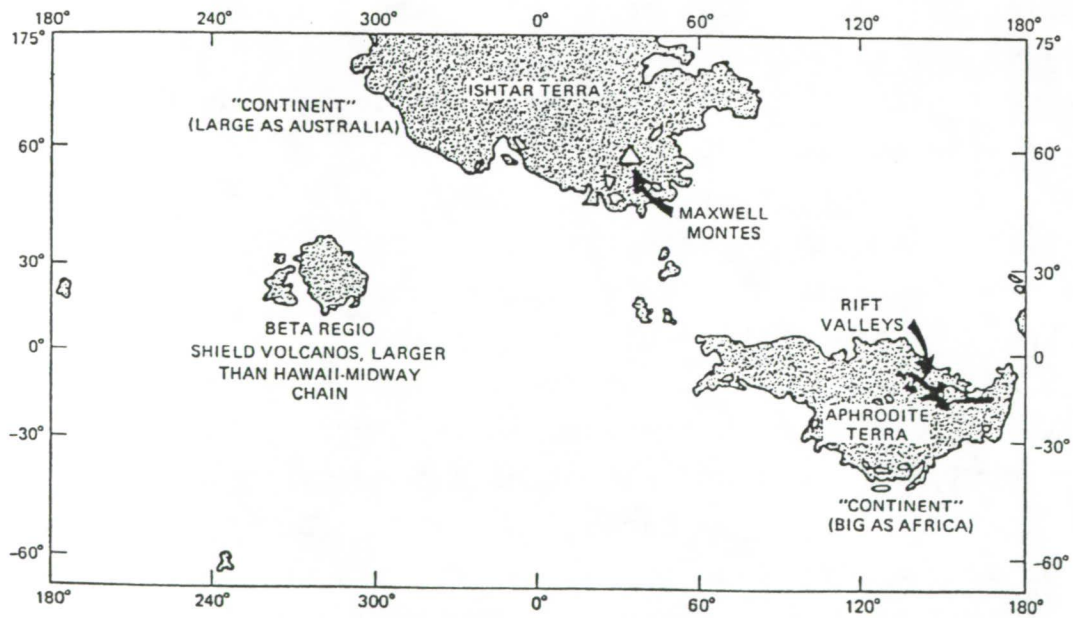 180° 240° 300° 0° 60° 120° 180°
175° 75°
ISHTAR TERRA
"CONTINENT"
(LARGE AS AUSTRALIA)
60° 60°
MAXWELL
MONTES
30° 30°
RIFT
VALLEYS
BETA REGIO
0° 0
SHIELD VOLCANOS, LARGER
THAN HAWAII-MIDWAY
CHAIN
APHRODITE
TERRA
-30° -30°
"CONTINENT"
(BIG AS AFRICA)
-60° -60°
-70°
180° 240° 300° 0° 60° 120° 180°